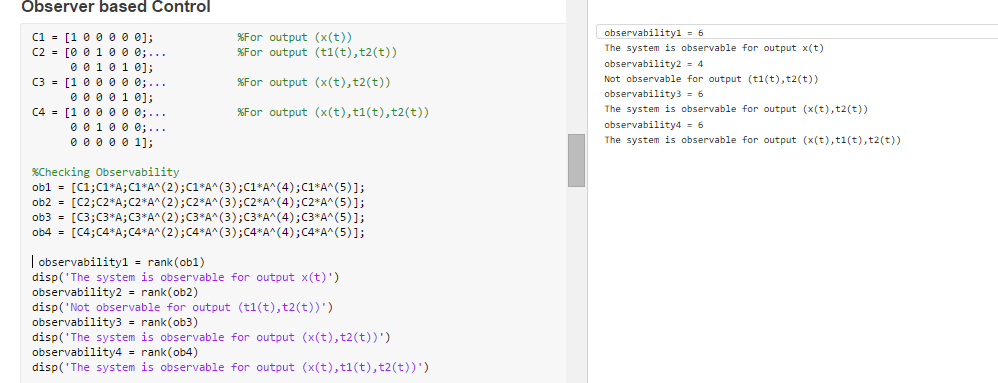 Observer based Control
C1 = [1 0 0 0 0 0]; %For output (x(t))
C2 = [0 0 1 0 0 0;... %For output (t1(t),t2(t))
0 0 1 0 1 0];
C3 = [1 0 0 0 0 0;... %For output (x(t),t2(t))
0 0 0 0 1 0];
C4 = [1 0 0 0 0 0;... %For output (x(t),t1(t),t2(t))
0 0 1 0 0 0;...
0 0 0 0 0 1];
%Checking Observability
ob1 = [C1;C1*A;C1*A^(2);C1*A^(3);C1*A^(4);C1*A^(5)];
ob2 = [C2;C2*A;C2*A^(2);C2*A^(3);C2*A^(4);C2*A^(5)];
ob3 = [C3;C3*A;C3*A^(2);C3*A^(3);C3*A^(4);C3*A^(5)];
ob4 = [C4;C4*A;C4*A^(2);C4*A^(3);C4*A^(4);C4*A^(5)];
observability1 = rank(ob1)
disp('The system is observable for output x(t)')
observability2 = rank(ob2)
disp('Not observable for output (t1(t),t2(t))')
observability3 = rank(ob3)
disp('The system is observable for output (x(t),t2(t))')
observability4 = rank(ob4)
disp('The system is observable for output (x(t),t1(t),t2(t))')
observability1 = 6
The system is observable for output x(t)
observability2 = 4
Not observable for output (t1(t),t2(t))
observability3 = 6
The system is observable for output (x(t),t2(t))
observability4 = 6
The system is observable for output (x(t),t1(t),t2(t))